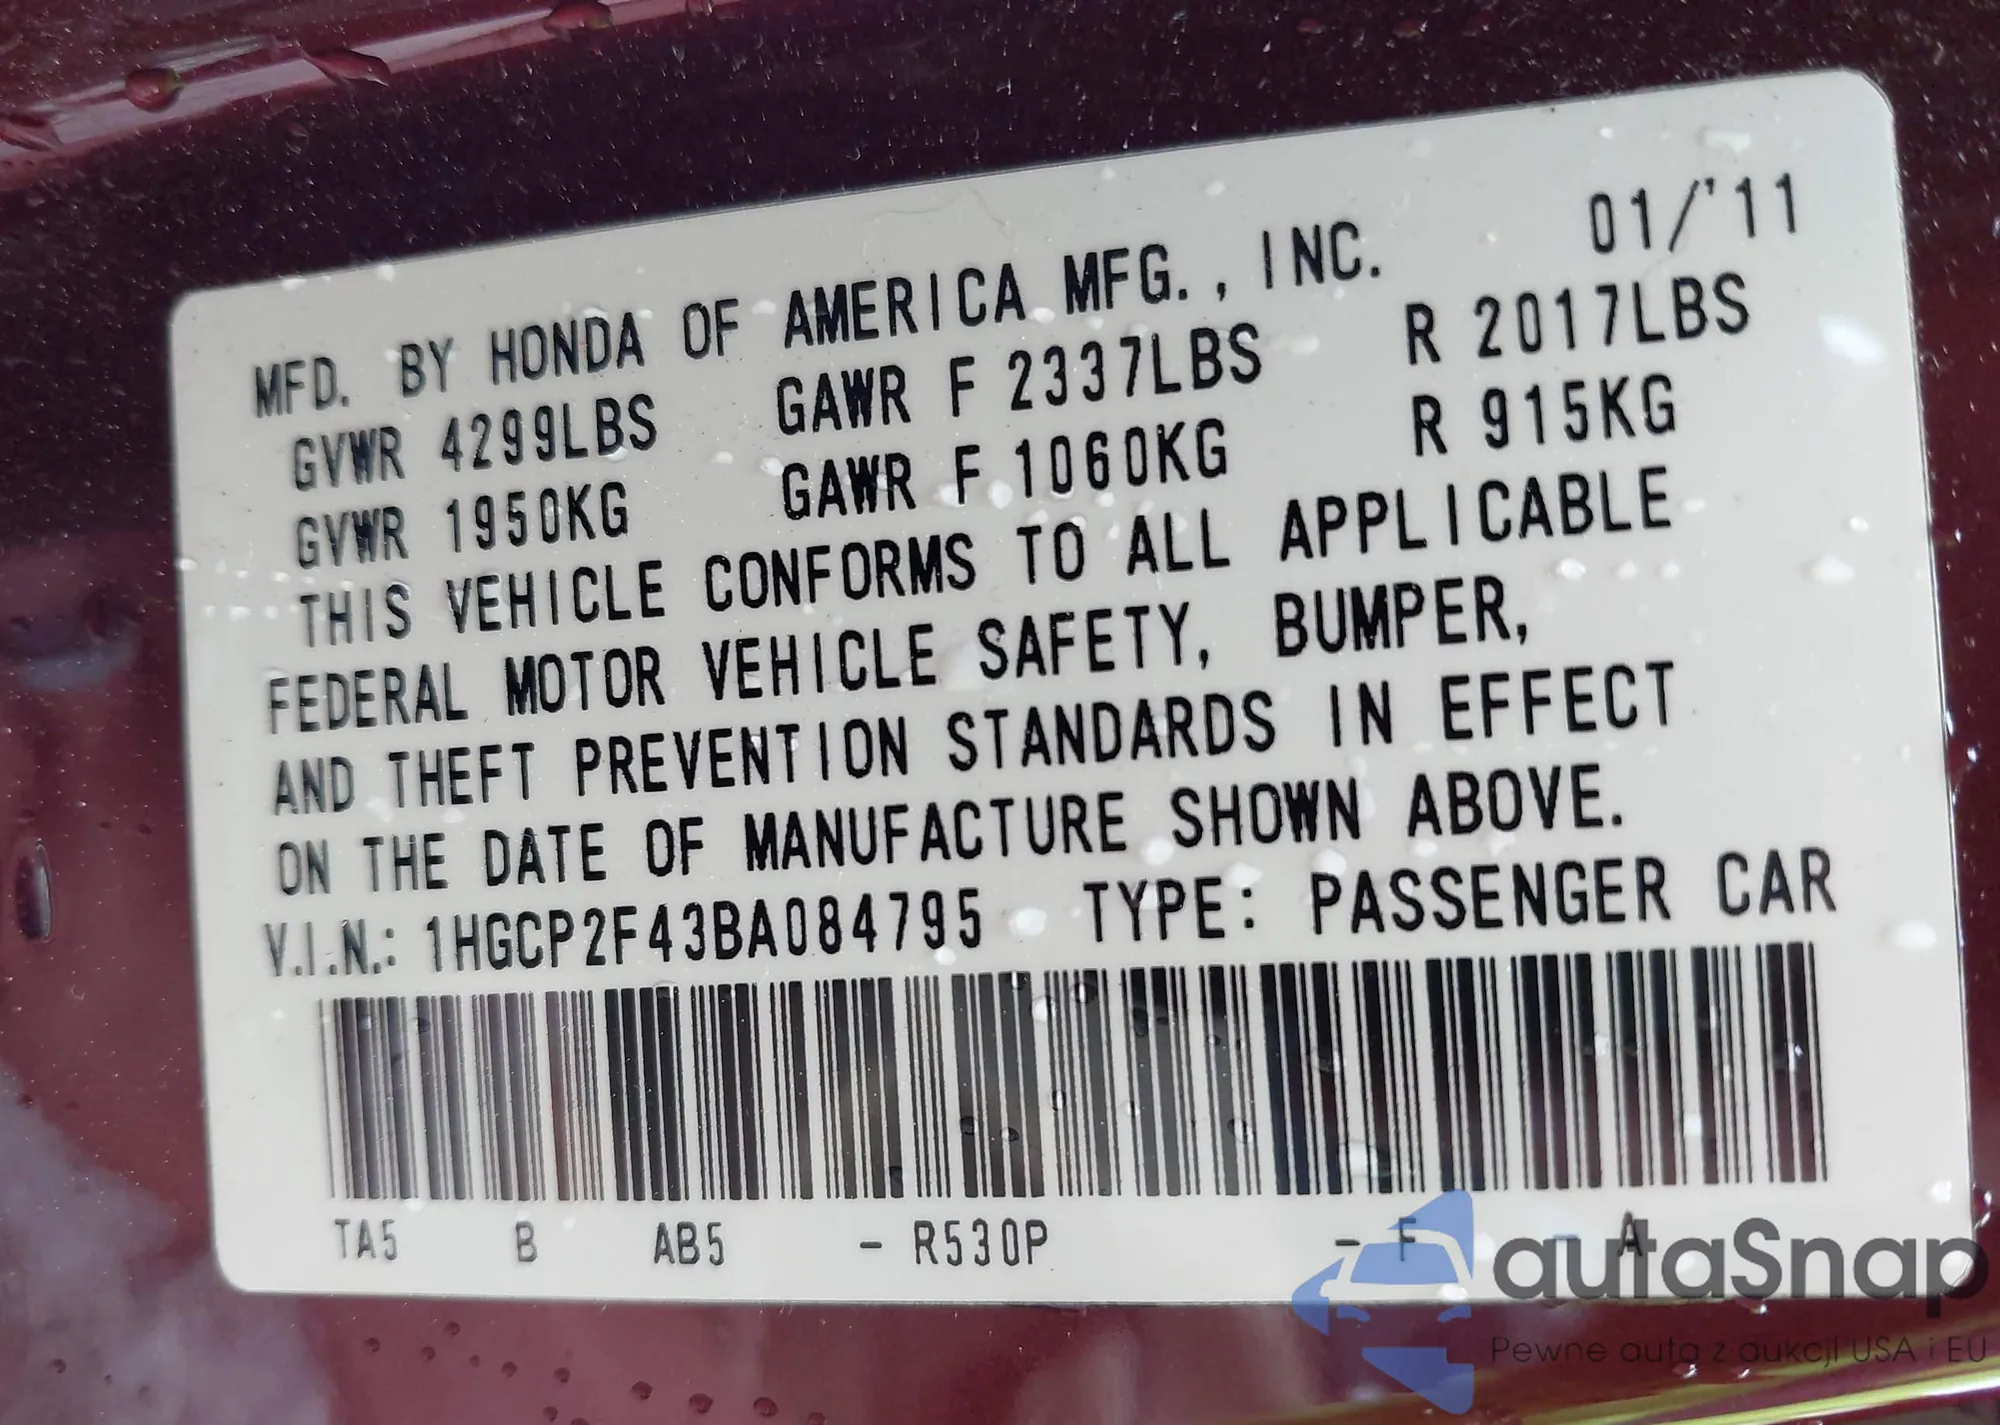 01/'11
MFD. BY HONDA OF AMERICA MFG., INC.
GVWR 4299LBS GAWR F 2337LBS R 2017LBS
GVWR 1950KG GAWR F 1060KG R 915KG
THIS VEHICLE CONFORMS TO ALL APPLICABLE
FEDERAL MOTOR VEHICLE SAFETY, BUMPER,
AND THEFT PREVENTION STANDARDS IN EFFECT
ON THE DATE OF MANUFACTURE SHOWN ABOVE.
V.I.N.: 1HGCP2F43BA084795 TYPE: PASSENGER CAR
TA5 B AB5 - R530P - F - A
autaSnap
Pewne auta z aukcji USA i EU